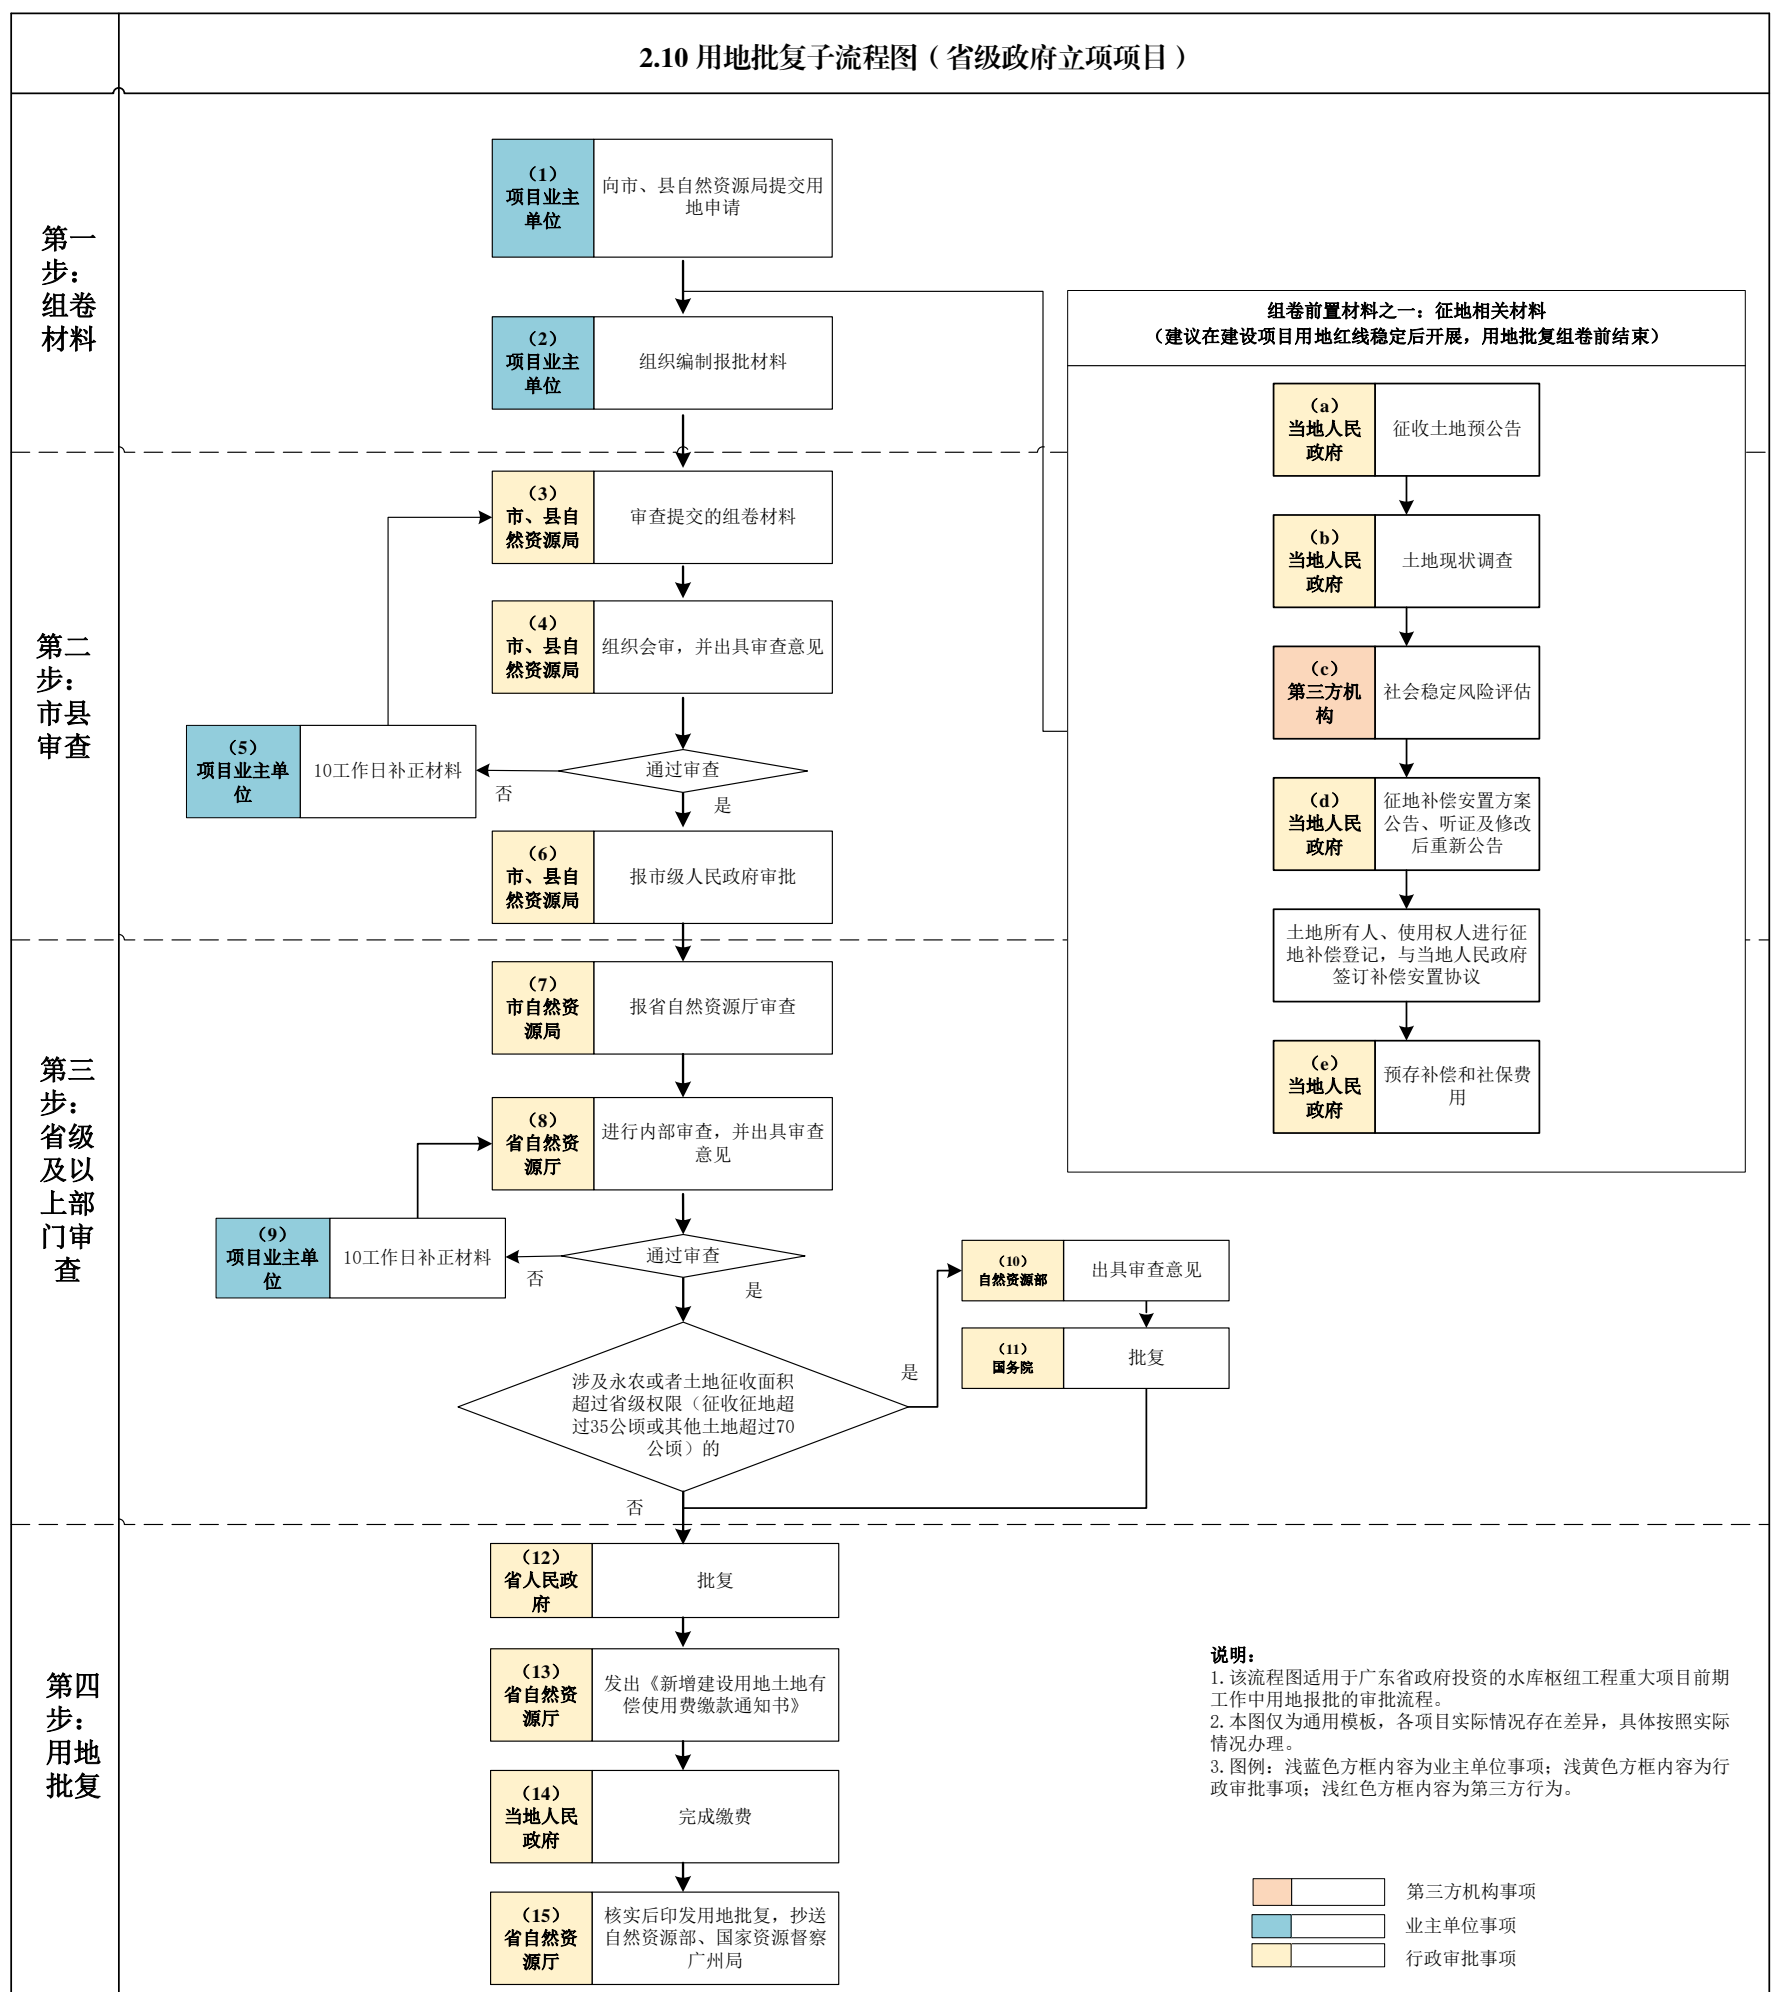 2.10 用地批复子流程图（省级政府立项项目）
第一
步：
组卷
材料
（1）
项目业主
单位
向市、县自然资源局提交用
地申请
（2）
项目业主
单位
组织编制报批材料
组卷前置材料之一：征地相关材料
（建议在建设项目用地红线稳定后开展，用地批复组卷前结束）
（a）
当地人民
政府
征收土地预公告
（b）
当地人民
政府
土地现状调查
（c）
第三方机
构
社会稳定风险评估
（d）
当地人民
政府
征地补偿安置方案
公告、听证及修改
后重新公告
土地所有人、使用权人进行征
地补偿登记，与当地人民政府
签订补偿安置协议
（e）
当地人民
政府
预存补偿和社保费
用
第二
步：
市县
审查
（3）
市、县自
然资源局
审查提交的组卷材料
（4）
市、县自
然资源局
组织会审，并出具审查意见
通过审查
否
是
（5）
项目业主单
位
10工作日补正材料
（6）
市、县自
然资源局
报市级人民政府审批
第三
步：
省级
及以
上部
门审
查
（7）
市自然资
源局
报省自然资源厅审查
（8）
省自然资
源厅
进行内部审查，并出具审查
意见
通过审查
否
是
（9）
项目业主单
位
10工作日补正材料
涉及永农或者土地征收面积
超过省级权限（征收征地超
过35公顷或其他土地超过70
公顷）的
是
否
（10）
自然资源部
出具审查意见
（11）
国务院
批复
第四
步：
用地
批复
（12）
省人民政
府
批复
（13）
省自然资
源厅
发出《新增建设用地土地有
偿使用费缴款通知书》
（14）
当地人民
政府
完成缴费
（15）
省自然资
源厅
核实后印发用地批复，抄送
自然资源部、国家资源督察
广州局
说明：
1.该流程图适用于广东省政府投资的水库枢纽工程重大项目前期
工作中用地报批的审批流程。
2.本图仅为通用模板，各项目实际情况存在差异，具体按照实际
情况办理。
3.图例：浅蓝色方框内容为业主单位事项；浅黄色方框内容为行
政审批事项；浅红色方框内容为第三方行为。
第三方机构事项
业主单位事项
行政审批事项